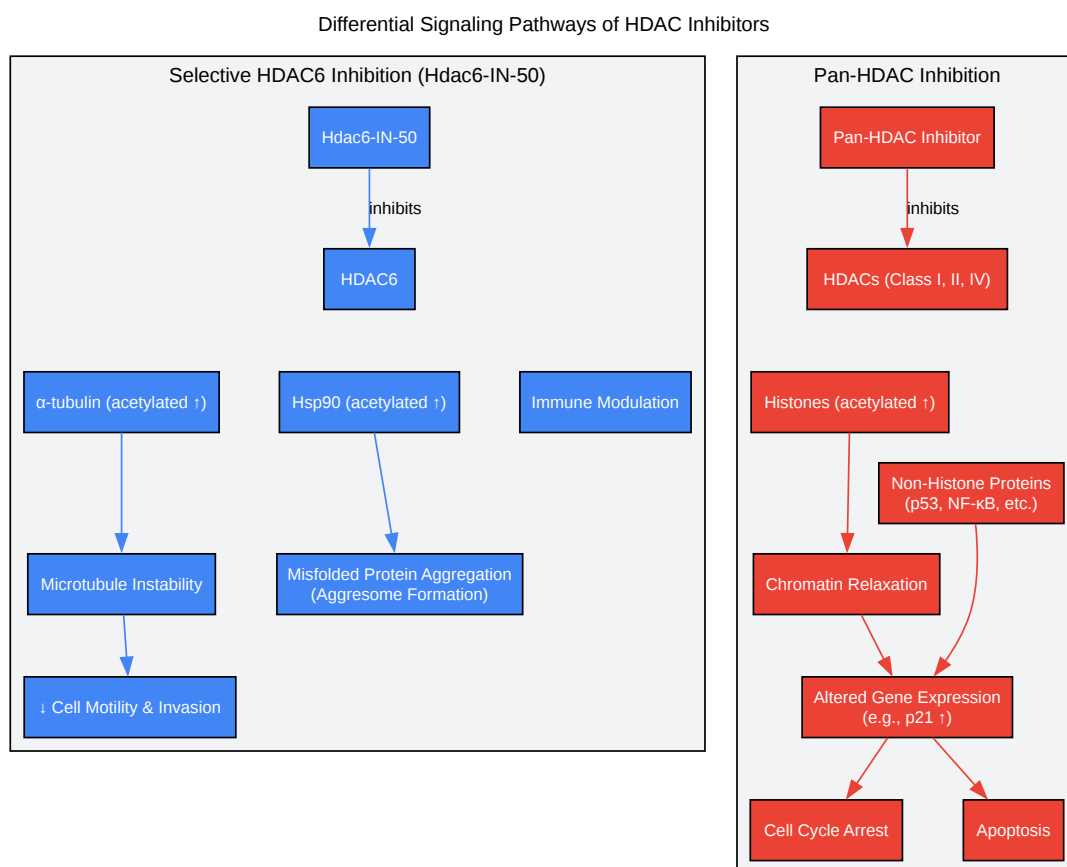 Differential Signaling Pathways of HDAC Inhibitors
Selective HDAC6 Inhibition (Hdac6-IN-50)
Hdac6-IN-50
inhibits
HDAC6
α-tubulin (acetylated ↑)
Hsp90 (acetylated ↑)
Immune Modulation
Microtubule Instability
Misfolded Protein Aggregation
(Aggresome Formation)
↓ Cell Motility & Invasion
Pan-HDAC Inhibition
Pan-HDAC Inhibitor
inhibits
HDACs (Class I, II, IV)
Histones (acetylated ↑)
Non-Histone Proteins
(p53, NF-κB, etc.)
Chromatin Relaxation
Altered Gene Expression
(e.g., p21 ↑)
Cell Cycle Arrest
Apoptosis